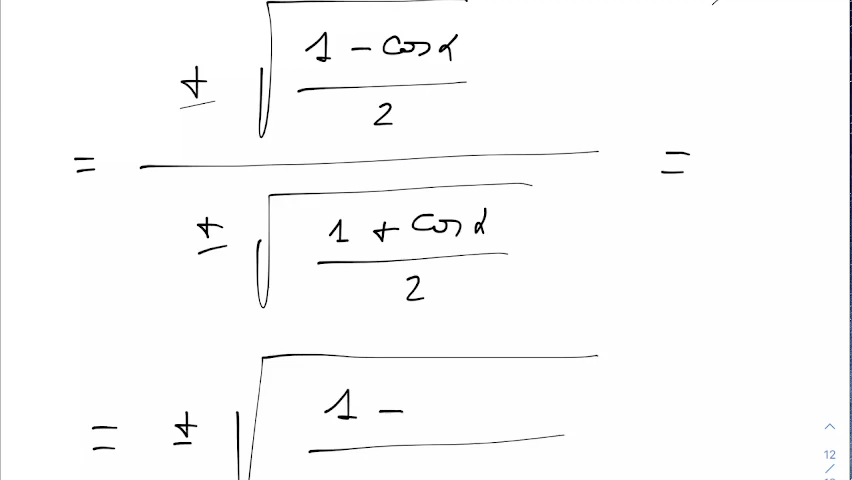 = ± √((1 - cos α)/2)
/ ± √((1 + cos α)/2) =
= ± √(1 -
12
/